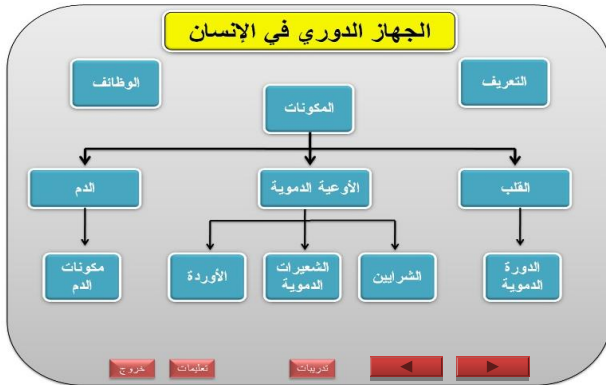 الجهاز الدوري في الإنسان
التعريف
الوظائف
المكونات
القلب
الأوعية الدموية
الدم
الدورة
الدموية
الشرايين
الشعيرات
الدموية
الأوردة
مكونات
الدم
تدريبات
تعليمات
خروج